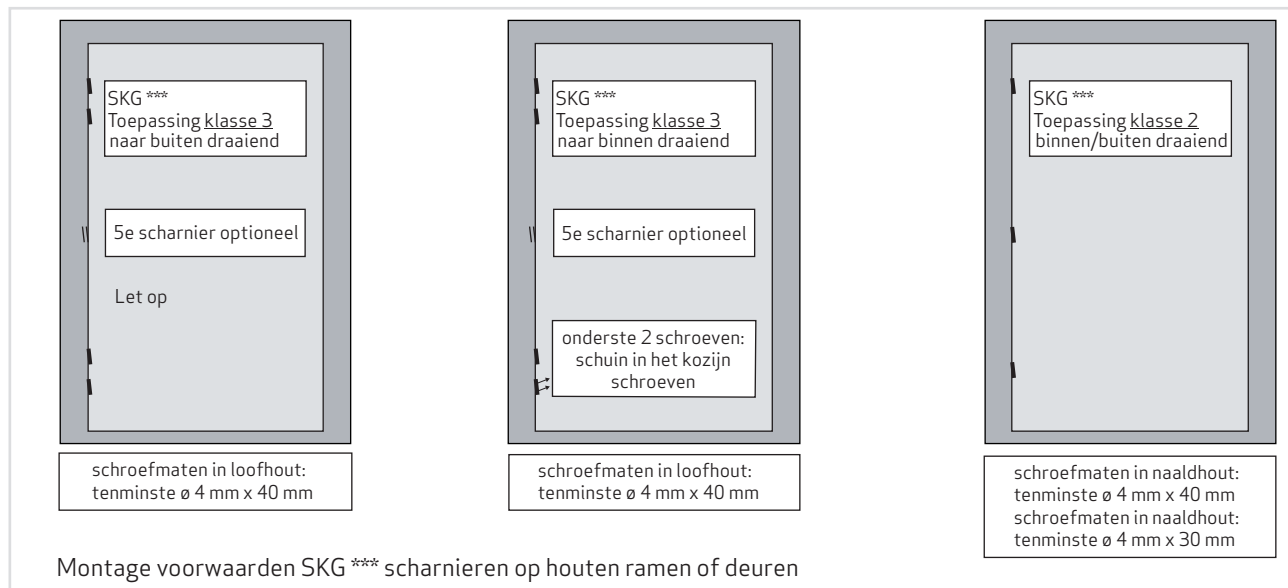 SKG ***
Toepassing klasse 3
naar buiten draaiend
5e scharnier optioneel
Let op
schroefmaten in loofhout:
tenminste ø 4 mm x 40 mm
SKG ***
Toepassing klasse 3
naar binnen draaiend
5e scharnier optioneel
onderste 2 schroeven:
schuin in het kozijn
schroeven
schroefmaten in loofhout:
tenminste ø 4 mm x 40 mm
SKG ***
Toepassing klasse 2
binnen/buiten draaiend
schroefmaten in naaldhout:
tenminste ø 4 mm x 40 mm
schroefmaten in naaldhout:
tenminste ø 4 mm x 30 mm
Montage voorwaarden SKG *** scharnieren op houten ramen of deuren